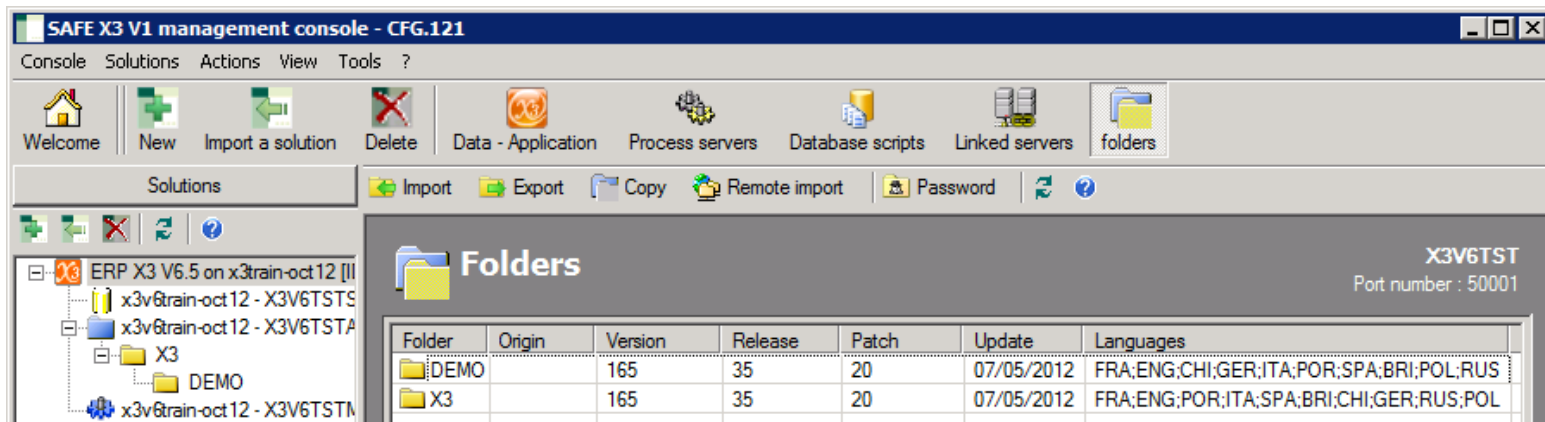 SAFE X3 V1 management console - CFG.121
Console Solutions Actions View Tools ?
Welcome New Import a solution Delete Data - Application Process servers Database scripts Linked servers folders
Solutions Import Export Copy Remote import Password
Folders
X3V6TST
Port number : 50001
ERP X3 V6.5 on x3train-oct12 [II
x3v6train-oct12 - X3V6TSTS
x3v6train-oct12 - X3V6TSTA
X3
DEMO
x3v6train-oct12 - X3V6TSTM
Folder Origin Version Release Patch Update Languages
DEMO 165 35 20 07/05/2012 FRA;ENG;CHI;GER;ITA;POR;SPA;BRI;POL;RUS
X3 165 35 20 07/05/2012 FRA;ENG;POR;ITA;SPA;BRI;CHI;GER;RUS;POL